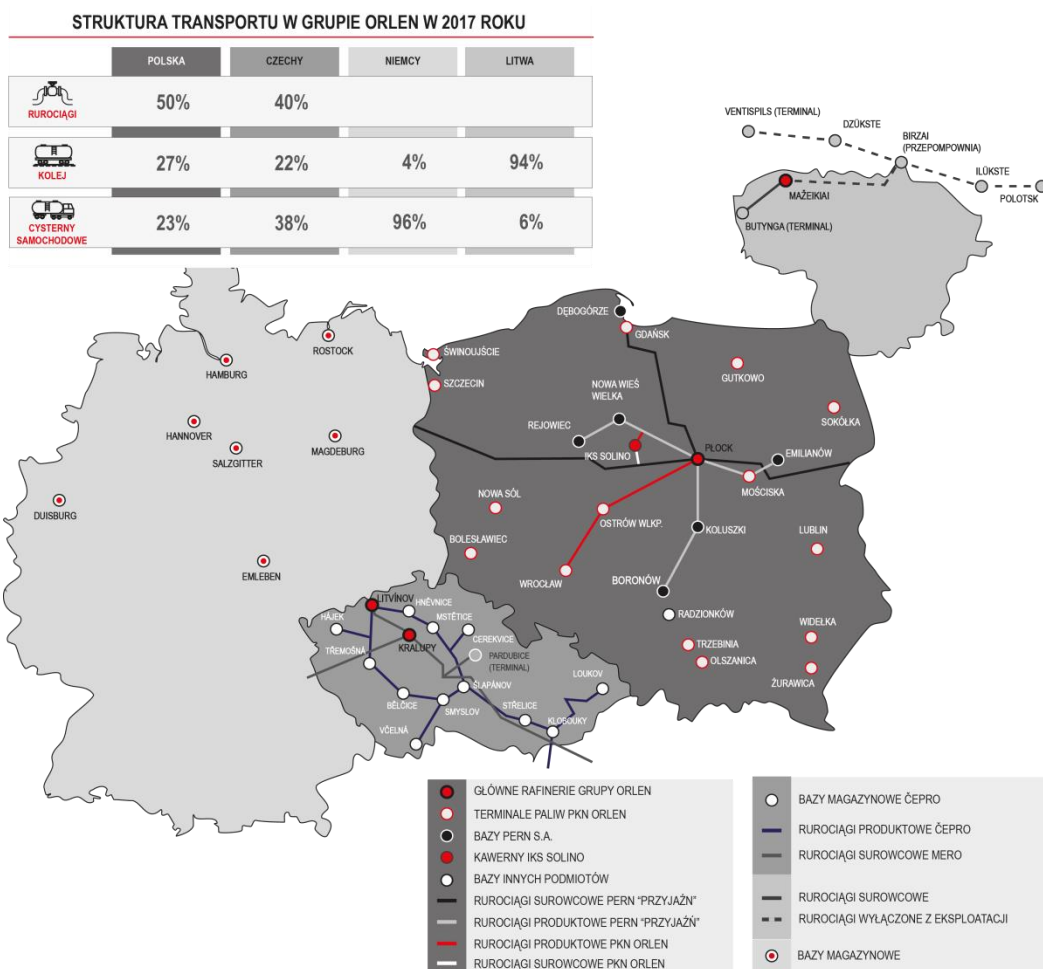 STRUKTURA TRANSPORTU W GRUPIE ORLEN W 2017 ROKU
POLSKA CZECHY NIEMCY LITWA
RUROCIĄGI 50% 40%
KOLEJ 27% 22% 4% 94%
CYSTERNY
SAMOCHODOWE 23% 38% 96% 6%
VENTISPILS (TERMINAL)
DZŪKSTE
BIRZAI
(PRZEPOMPOWNIA)
ILŪKSTE
POLOTSK
MAŽEIKIAI
BUTYNGA (TERMINAL)
DĘBOGÓRZE
GDAŃSK
ŚWINOUJŚCIE
SZCZECIN
GUTKOWO
SOKÓŁKA
NOWA WIEŚ
WIELKA
REJOWIEC
IKS SOLINO
PŁOCK
EMILIANÓW
MOŚCISKA
NOWA SÓL
OSTRÓW WLKP.
KOLUSZKI
LUBLIN
BOLESŁAWIEC
WROCŁAW
BORONÓW
RADZIONKÓW
TRZEBINIA
OLSZANICA
WIDEŁKA
ŻURAWICA
ROSTOCK
HAMBURG
HANNOVER
SALZGITTER
MAGDEBURG
DUISBURG
EMLEBEN
LITVÍNOV
HNĚVNICE
HÁJEK
MSTĚTICE
CEREKVICE
KRALUPY
TŘEMOŠNÁ
PARDUBICE
(TERMINAL)
LOUKOV
ŠLAPÁNOV
BĚLČICE
SMYSLOV
STŘELICE
KLOBOUKY
VČELNÁ
GŁÓWNE RAFINERIE GRUPY ORLEN
TERMINALE PALIW PKN ORLEN
BAZY PERN S.A.
KAWERNY IKS SOLINO
BAZY INNYCH PODMIOTÓW
RUROCIĄGI SUROWCOWE PERN "PRZYJAŹN"
RUROCIĄGI PRODUKTOWE PERN "PRZYJAŹŃ"
RUROCIĄGI PRODUKTOWE PKN ORLEN
RUROCIĄGI SUROWCOWE PKN ORLEN
BAZY MAGAZYNOWE ČEPRO
RUROCIĄGI PRODUKTOWE ČEPRO
RUROCIĄGI SUROWCOWE MERO
RUROCIĄGI SUROWCOWE
RUROCIĄGI WYŁĄCZONE Z EKSPLOATACJI
BAZY MAGAZYNOWE